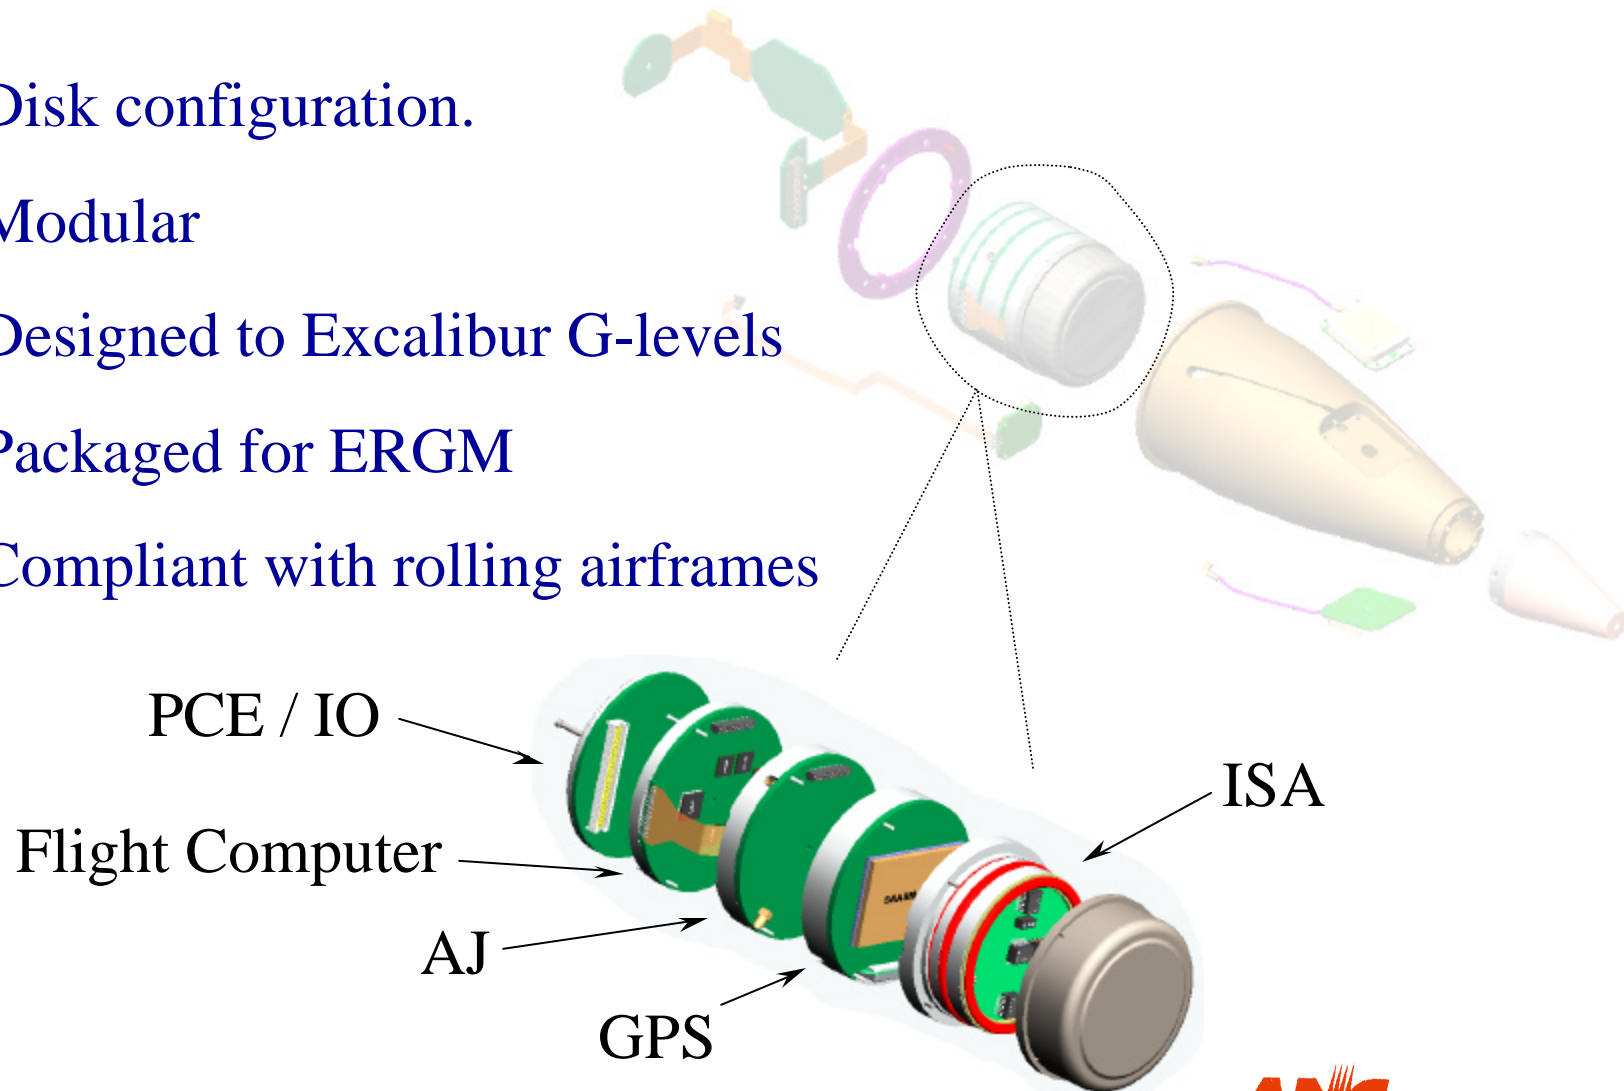 Disk configuration.
Modular
Designed to Excalibur G-levels
Packaged for ERGM
Compliant with rolling airframes
PCE / IO
ISA
Flight Computer
AJ
GPS